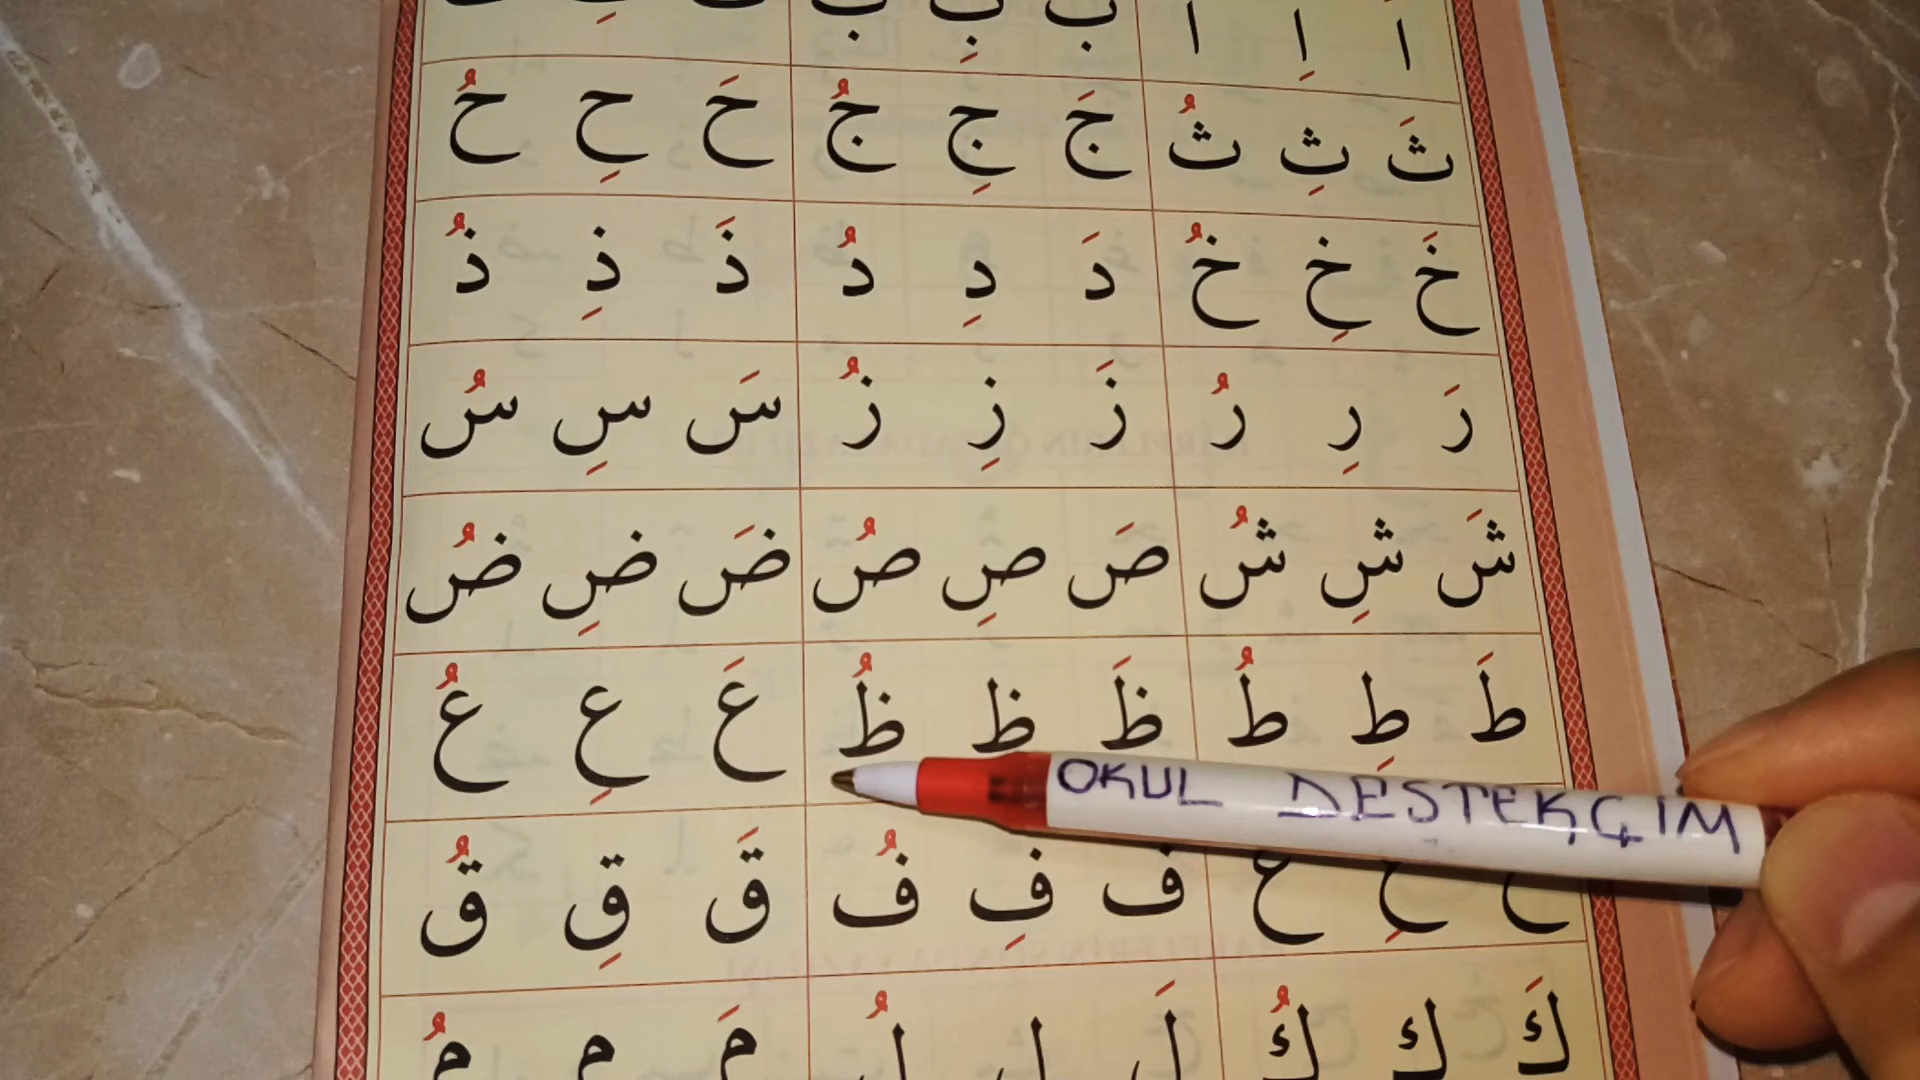 اَ اِ اُ بَ بِ بُ
ثَ ثِ ثُ جَ جِ جُ حَ حِ حُ
خَ خِ خُ دَ دِ دُ ذَ ذِ ذُ
رَ رِ رُ زَ زِ زُ سَ سِ سُ
شَ شِ شُ صَ صِ صُ ضَ ضِ ضُ
طَ طِ طُ ظَ ظِ ظُ عَ عِ عُ
OKUL DESTEKÇİM
فَ فِ فُ قَ قِ قُ
كَ كِ كُ لَ لِ لُ مَ مِ مُ